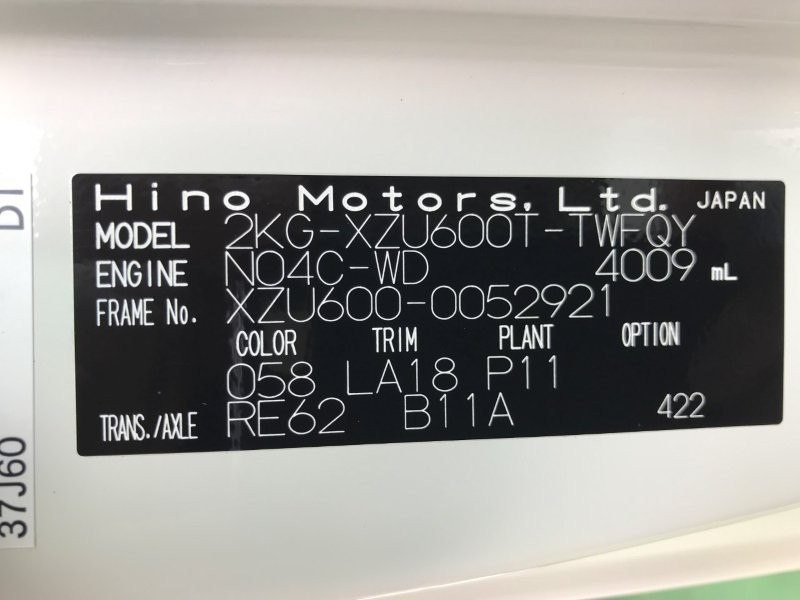 Hino Motors, Ltd. JAPAN
MODEL 2KG-XZU600T-TWFQY
ENGINE N04C-WD 4009 mL
FRAME No. XZU600-0052921
COLOR TRIM PLANT OPTION
058 LA18 P11
TRANS./AXLE RE62 B11A 422
37J60